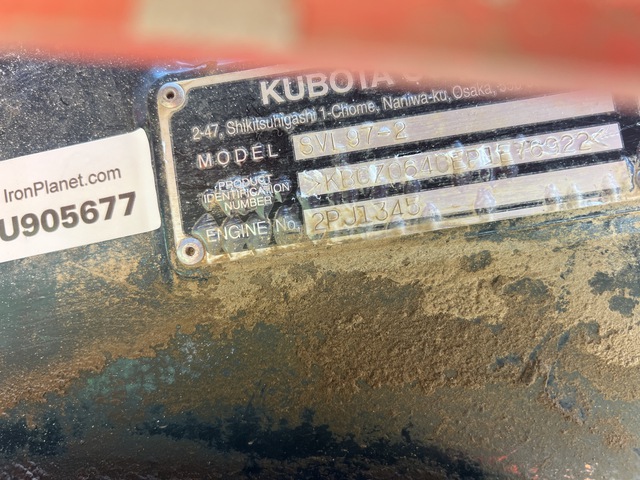 KUBOTA
2-47, Shikitsuhigashi 1-Chome, Naniwa-ku, Osaka,
MODEL SVL97-2
PRODUCT
IDENTIFICATION
NUMBER
ENGINE No. 2PJ1345
IronPlanet.com
U905677